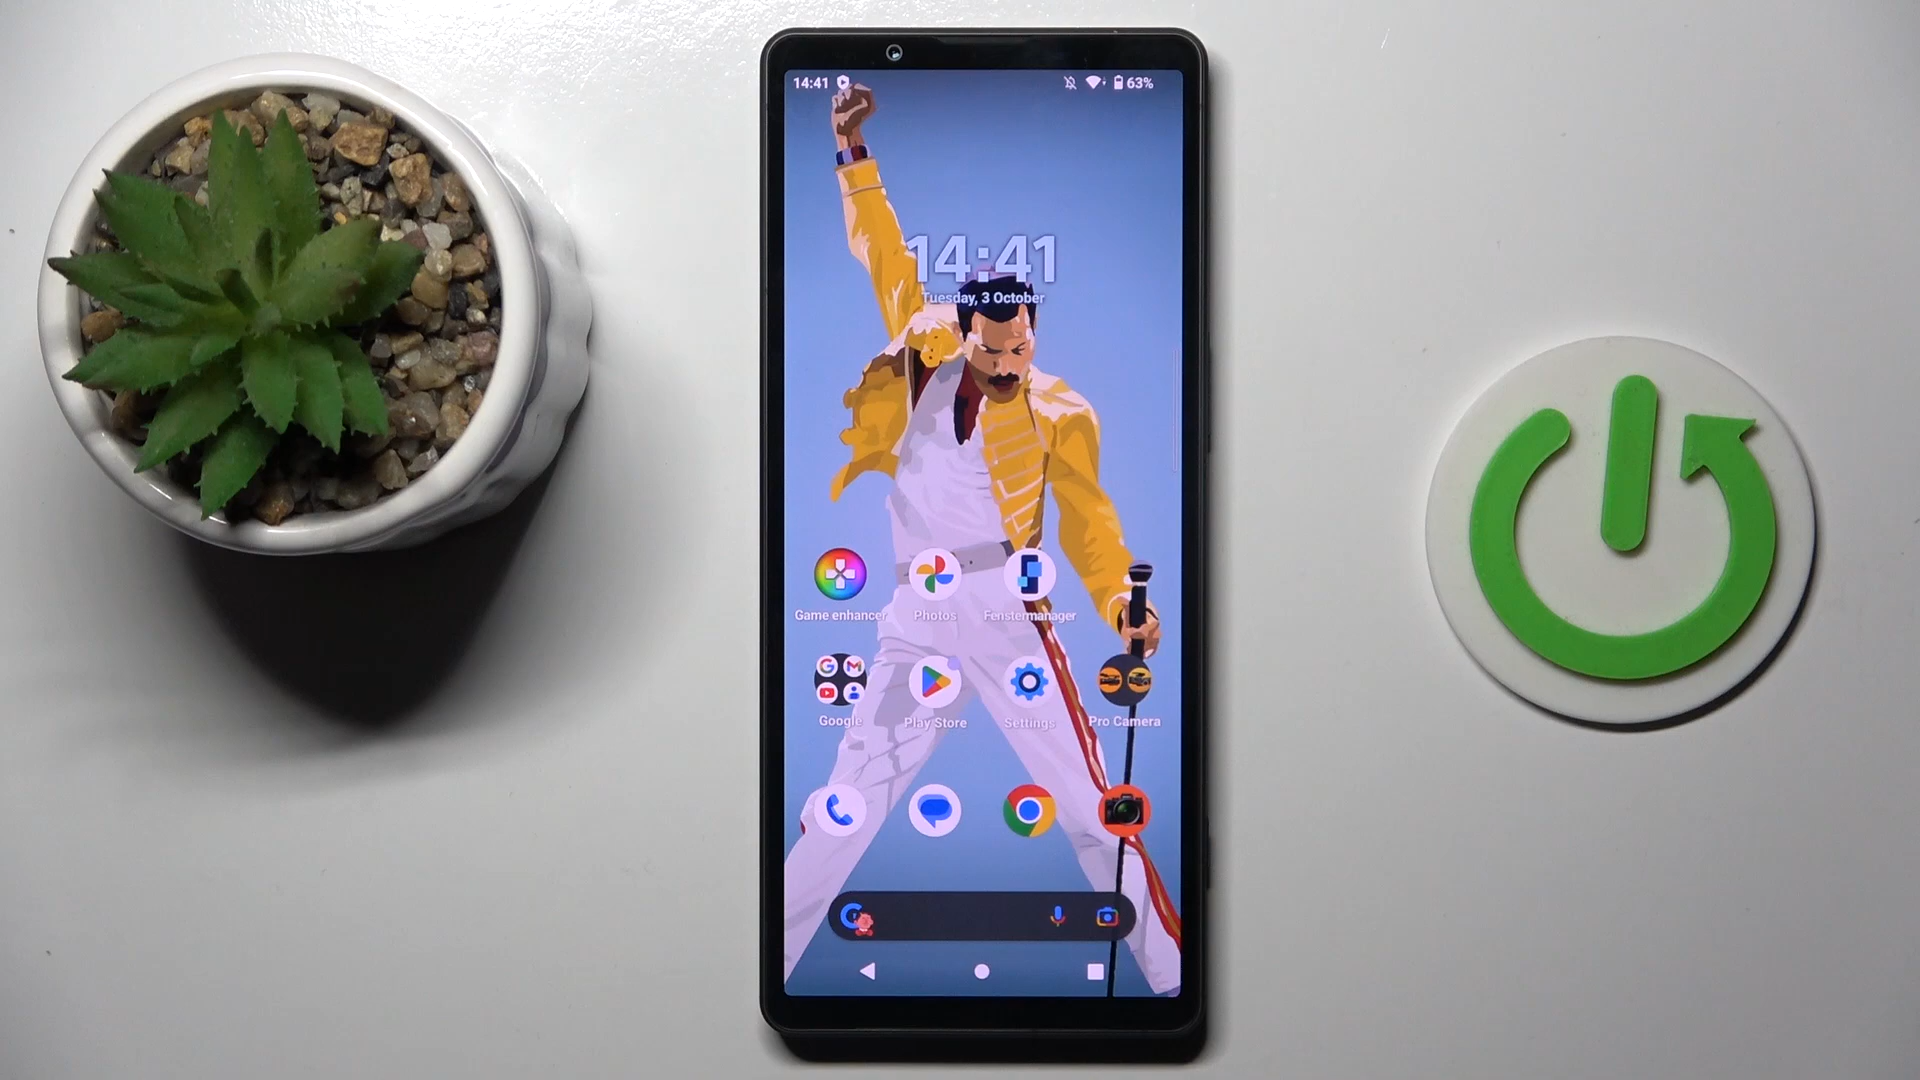 14:41
63%
14:41
Tuesday, 3 October
Game enhancer
Photos
Fenstermanager
Google
Play Store
Settings
Pro Camera